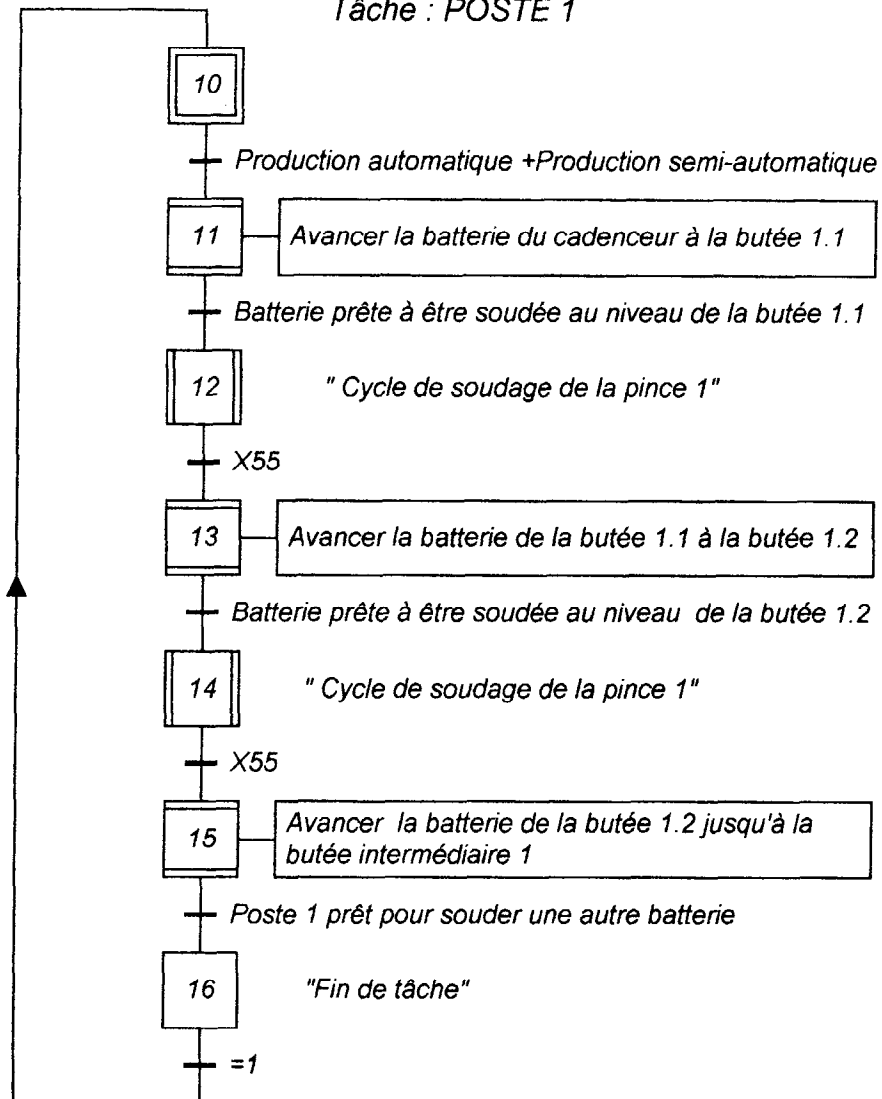 Tâche : POSTE 1
10
Production automatique +Production semi-automatique
11 Avancer la batterie du cadenceur à la butée 1.1
Batterie prête à être soudée au niveau de la butée 1.1
12 " Cycle de soudage de la pince 1"
X55
13 Avancer la batterie de la butée 1.1 à la butée 1.2
Batterie prête à être soudée au niveau de la butée 1.2
14 " Cycle de soudage de la pince 1"
X55
15 Avancer la batterie de la butée 1.2 jusqu'à la
butée intermédiaire 1
Poste 1 prêt pour souder une autre batterie
16 "Fin de tâche"
=1